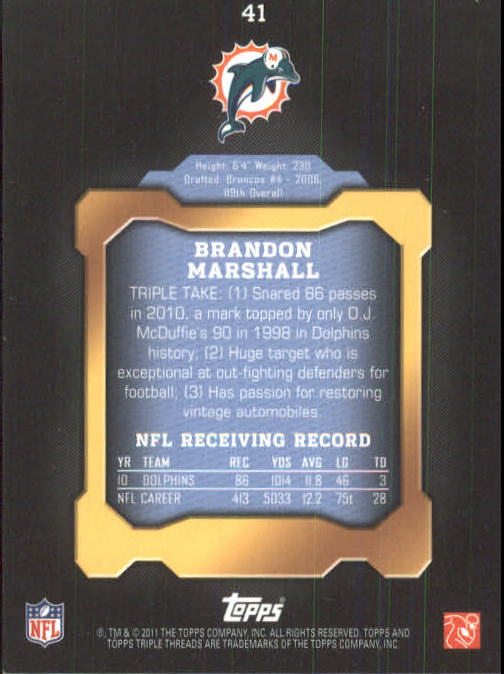 41
M
Height: 6'4" Weight: 230
Drafted: Broncos #4 - 2006,
119th Overall
BRANDON
MARSHALL
TRIPLE TAKE: (1) Snared 86 passes
in 2010, a mark topped by only O.J.
McDuffie's 90 in 1998 in Dolphins
history; (2) Huge target who is
exceptional at out-fighting defenders for
football; (3) Has passion for restoring
vintage automobiles.
NFL RECEIVING RECORD
YR TEAM REC YDS AVG LG TD
10 DOLPHINS 86 1014 11.8 46 3
NFL CAREER 413 5033 12.2 75t 28
NFL
TOPPS
®, TM & © 2011 THE TOPPS COMPANY, INC. ALL RIGHTS RESERVED. TOPPS AND
TOPPS TRIPLE THREADS ARE TRADEMARKS OF THE TOPPS COMPANY, INC.